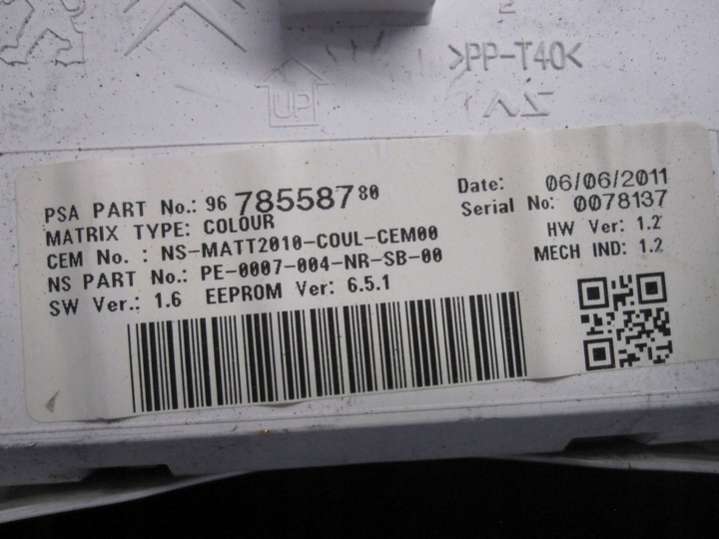 >PP-T40<
UP
PSA PART No.: 96 785587 80
MATRIX TYPE: COLOUR
CEM No. : NS-MATT2010-COUL-CEM00
NS PART No.: PE-0007-004-NR-SB-00
SW Ver.: 1.6 EEPROM Ver: 6.5.1
Date: 06/06/2011
Serial No: 0078137
HW Ver: 1.2
MECH IND: 1.2